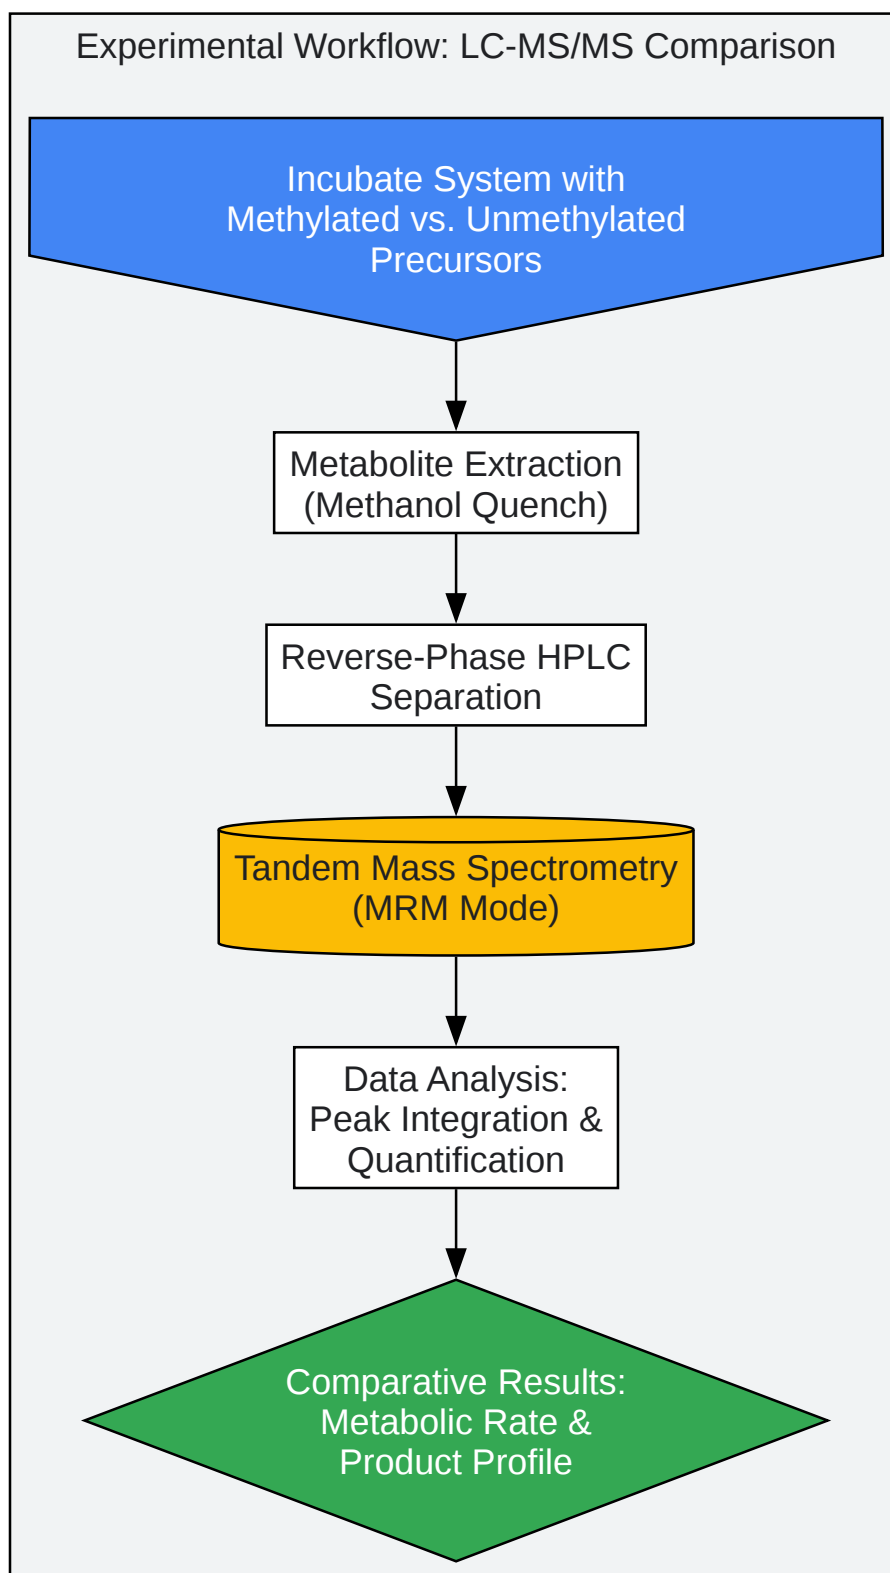 Experimental Workflow: LC-MS/MS Comparison
Incubate System with
Methylated vs. Unmethylated
Precursors
Metabolite Extraction
(Methanol Quench)
Reverse-Phase HPLC
Separation
Tandem Mass Spectrometry
(MRM Mode)
Data Analysis:
Peak Integration &
Quantification
Comparative Results:
Metabolic Rate &
Product Profile